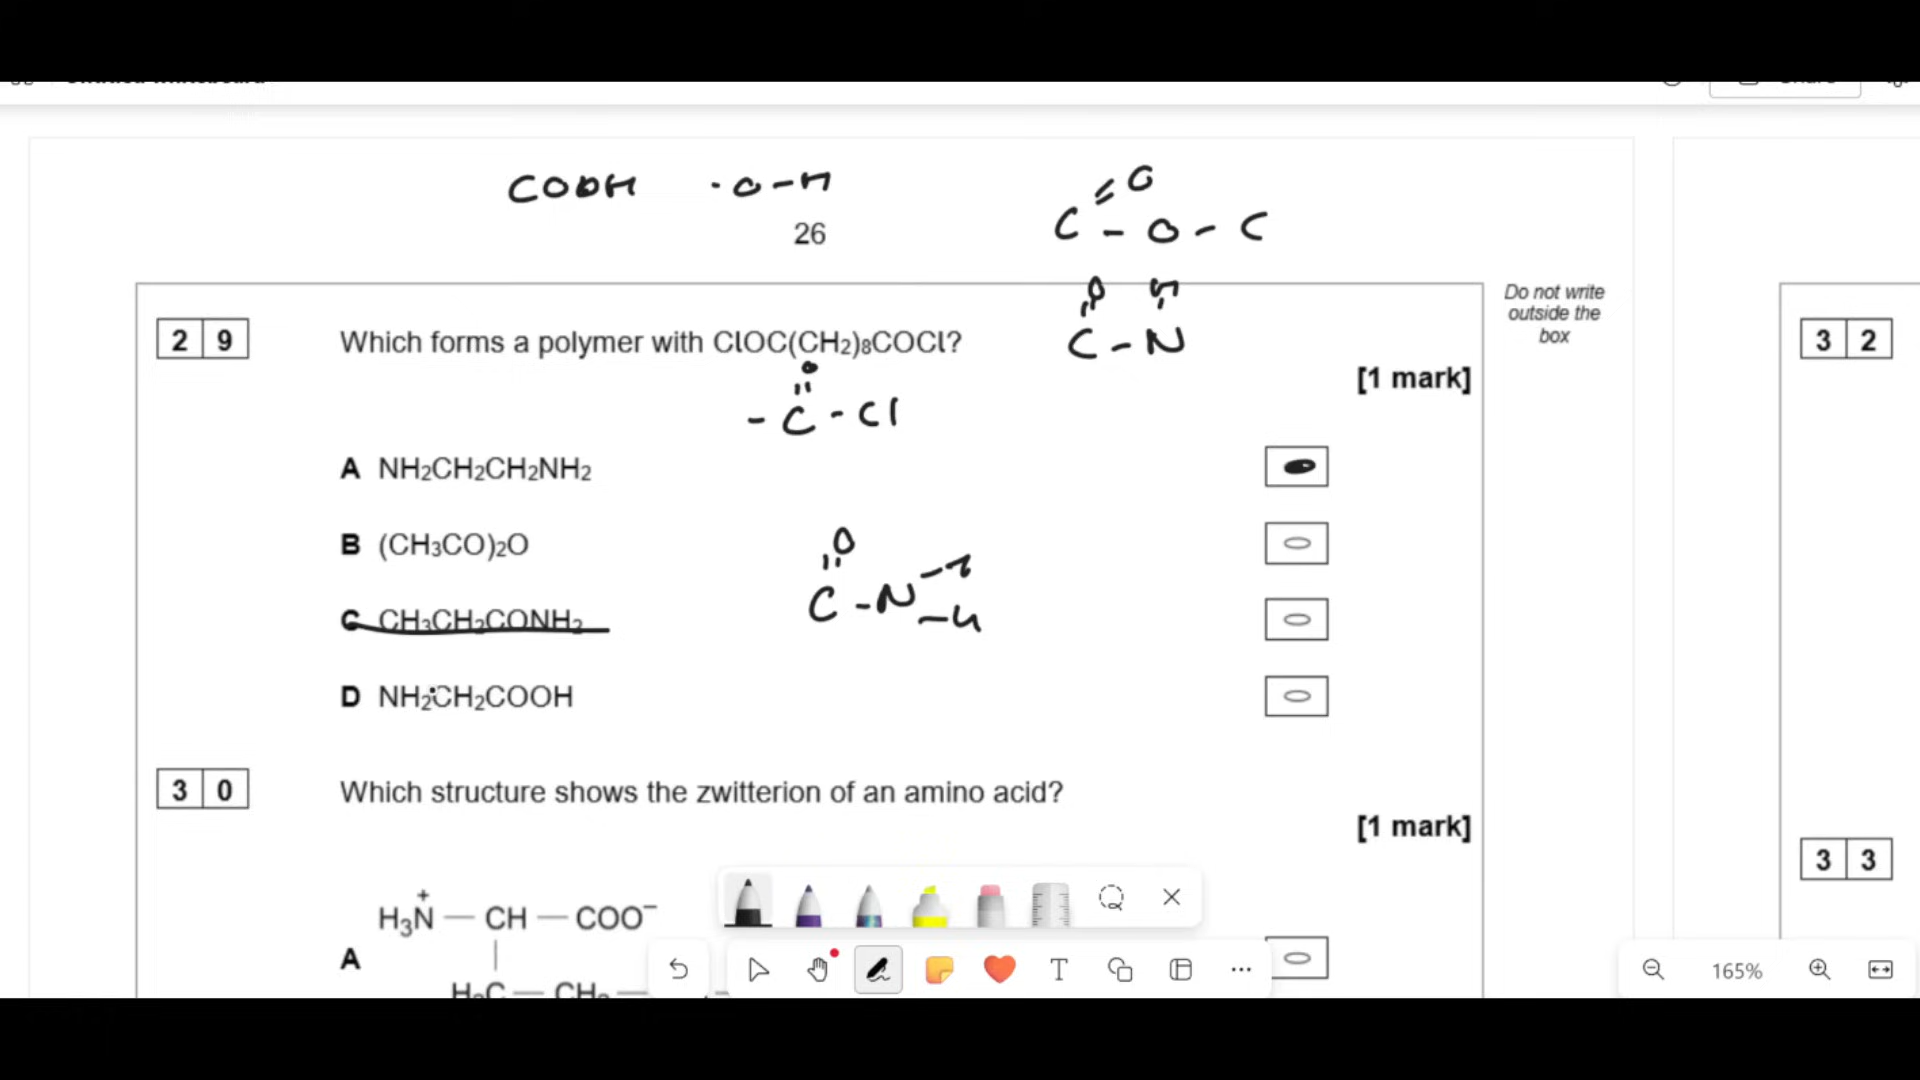 COOH ·O-H
26
C=O-O-C
O H
C-N
Do not write
outside the
box
2 9 Which forms a polymer with ClOC(CH₂)₈COCl?
[1 mark]
O
-C-Cl
A NH₂CH₂CH₂NH₂
B (CH₃CO)₂O
O
C-N-H
-H
C CH₃CH₂CONH₂
D NH₂CH₂COOH
3 0 Which structure shows the zwitterion of an amino acid?
[1 mark]
A H₃N⁺ — CH — COO⁻
3 2
3 3
T
165%